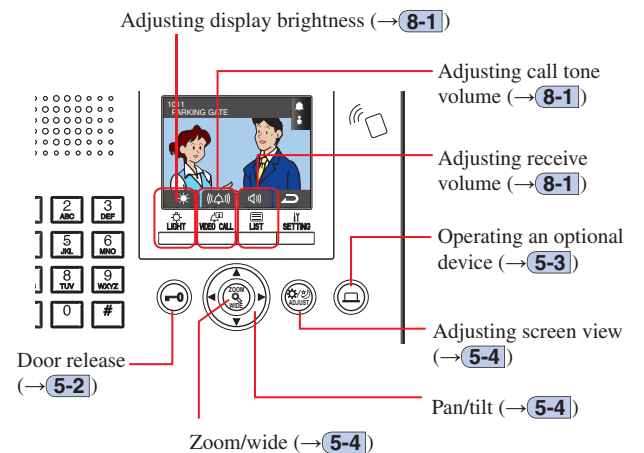 Adjusting display brightness (→8-1)
Adjusting call tone
volume (→8-1)
1011
PARKING GATE
Adjusting receive
volume (→8-1)
LIGHT
VIDEO CALL
LIST
SETTING
2
ABC
3
DEF
5
JKL
6
MNO
8
TUV
9
WXYZ
0
#
Operating an optional
device (→5-3)
ZOOM
WIDE
ADJUST
Adjusting screen view
(→5-4)
Door release
(→5-2)
Pan/tilt (→5-4)
Zoom/wide (→5-4)